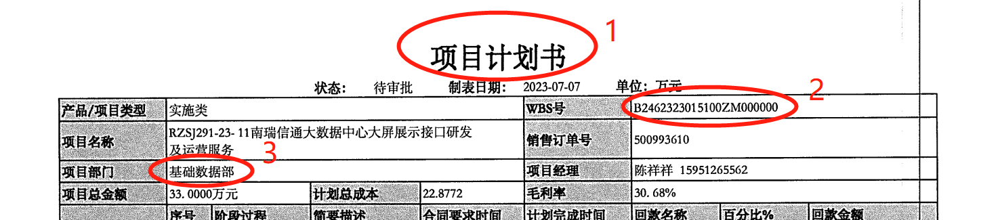 项目计划书
1
状态： 待审批 制表日期： 2023-07-07 单位：万元
2
产品/项目类型 实施类 WBS号 B2462323015100ZM000000
项目名称 RZSJ291-23-11南瑞信通大数据中心大屏展示接口研发
及运营服务 销售订单号 500993610
3
项目部门 基础数据部 项目经理 陈祥祥 15951265562
项目总金额 33.0000万元 计划总成本 22.8772 毛利率 30.68%
序号 阶段过程 简要描述 合同要求时间 计划完成时间 回款名称 百分比% 回款金额